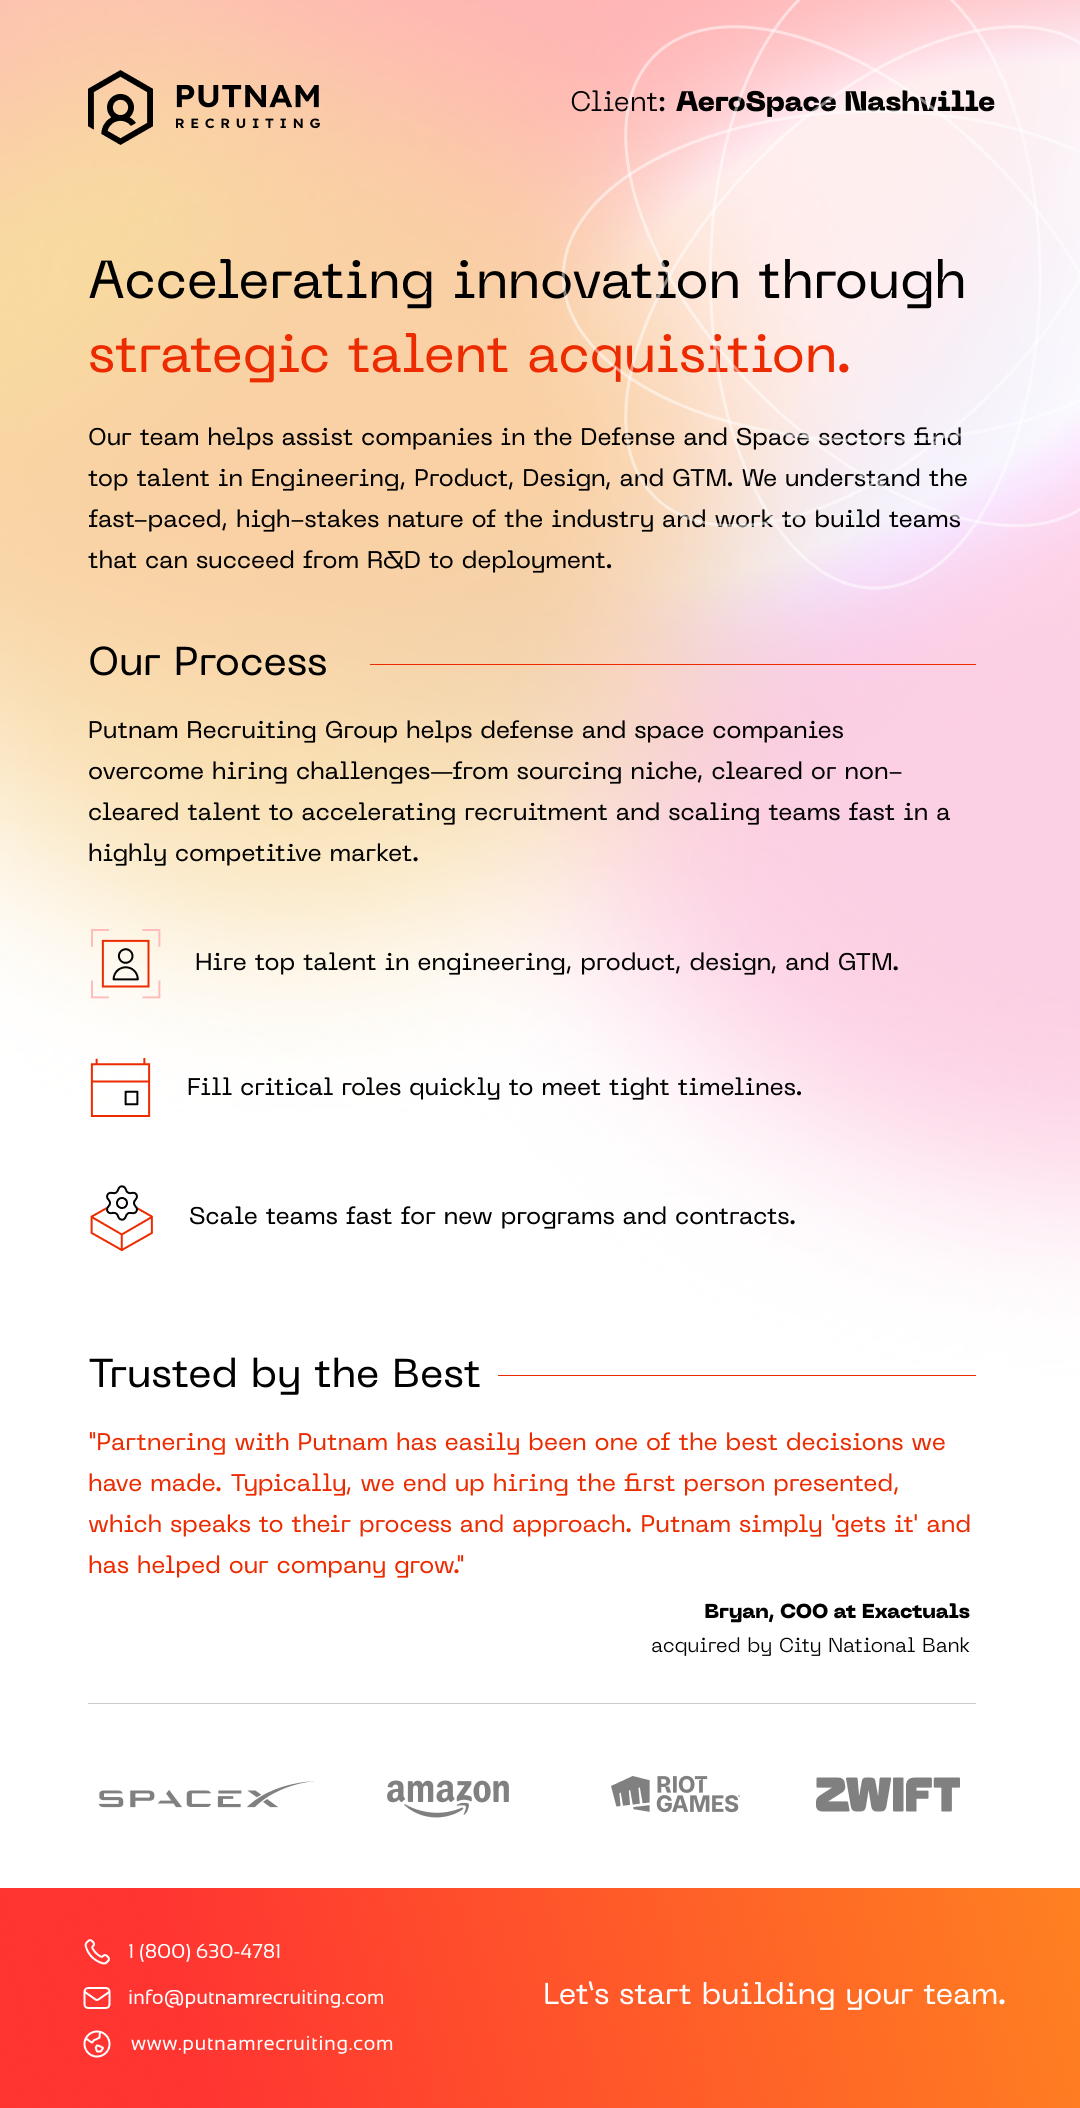 PUTNAM
RECRUITING
Client: AeroSpace Nashville
Accelerating innovation through
strategic talent acquisition.
Our team helps assist companies in the Defense and Space sectors find
top talent in Engineering, Product, Design, and GTM. We understand the
fast-paced, high-stakes nature of the industry and work to build teams
that can succeed from R&D to deployment.
Our Process
Putnam Recruiting Group helps defense and space companies
overcome hiring challenges—from sourcing niche, cleared or non-
cleared talent to accelerating recruitment and scaling teams fast in a
highly competitive market.
Hire top talent in engineering, product, design, and GTM.
Fill critical roles quickly to meet tight timelines.
Scale teams fast for new programs and contracts.
Trusted by the Best
"Partnering with Putnam has easily been one of the best decisions we
have made. Typically, we end up hiring the first person presented,
which speaks to their process and approach. Putnam simply 'gets it' and
has helped our company grow."
Bryan, COO at Exactuals
acquired by City National Bank
SPACEX
amazon
RIOT
GAMES
ZWIFT
1 (800) 630-4781
info@putnamrecruiting.com
www.putnamrecruiting.com
Let's start building your team.